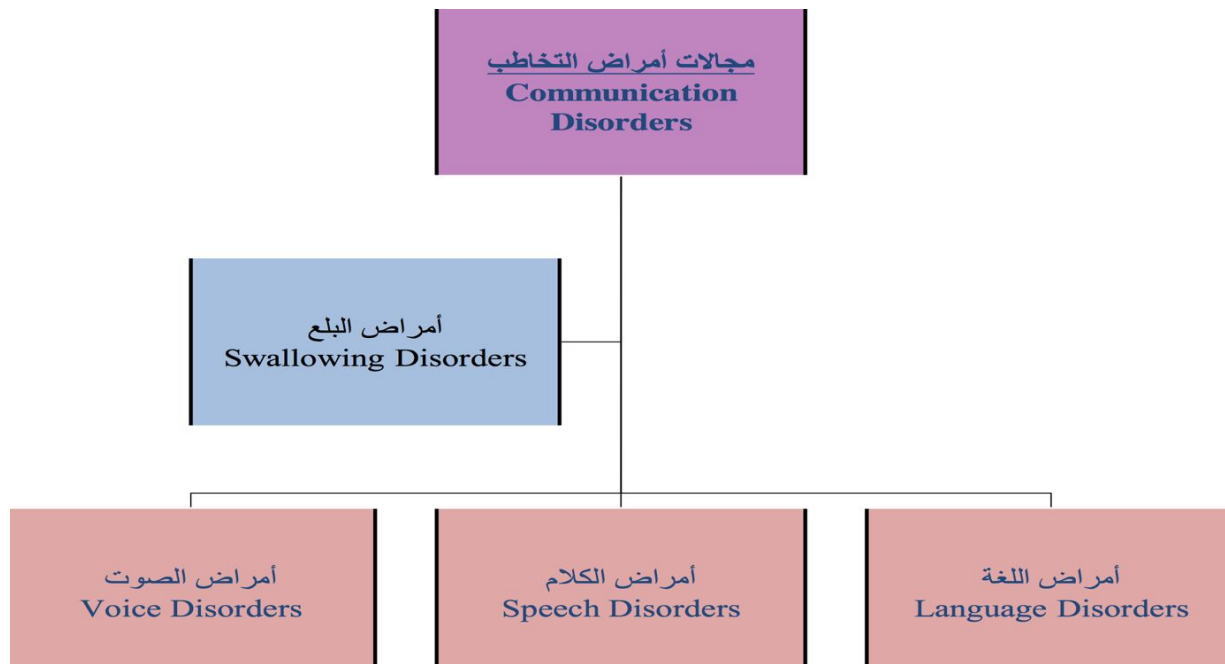 مجالات أمراض التخاطب
Communication
Disorders
أمراض البلع
Swallowing Disorders
أمراض الصوت
Voice Disorders
أمراض الكلام
Speech Disorders
أمراض اللغة
Language Disorders